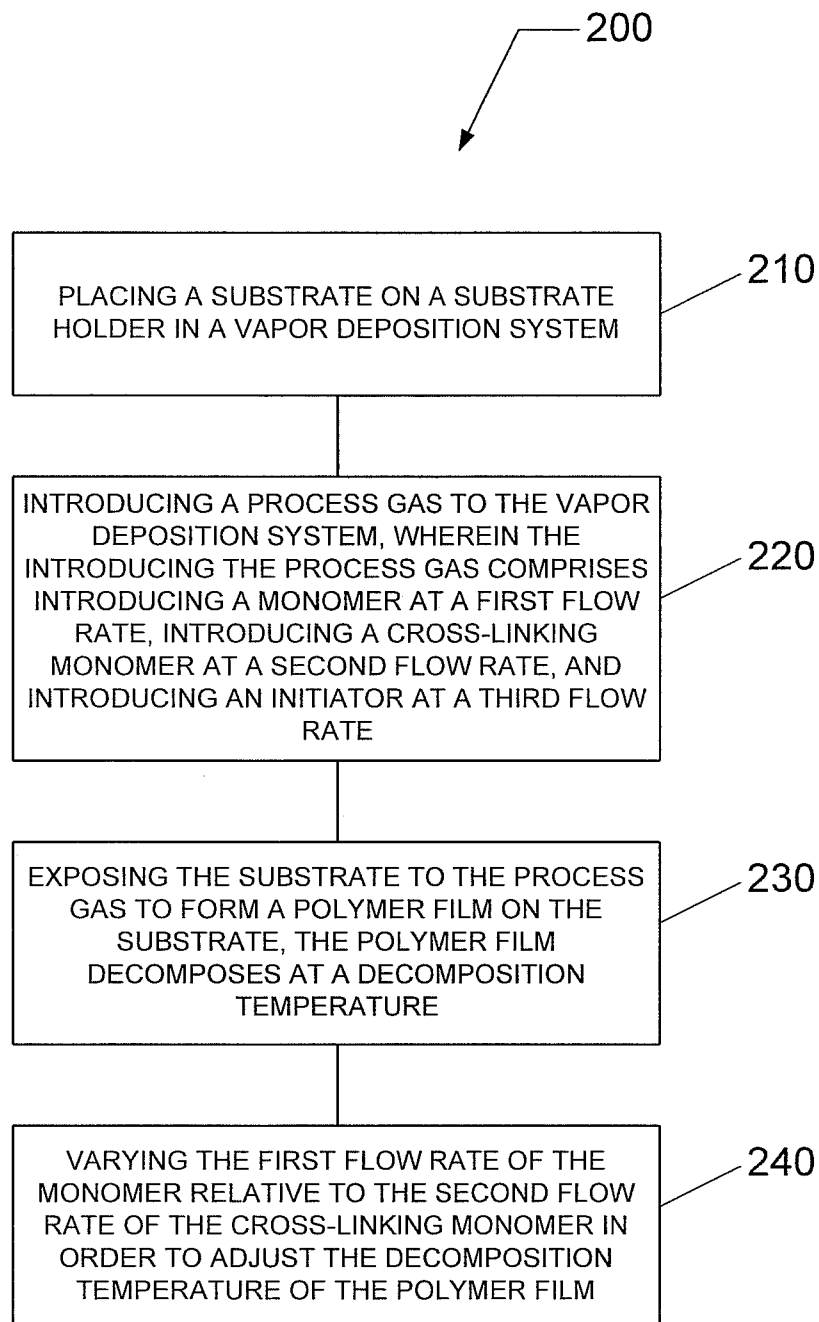 200
PLACING A SUBSTRATE ON A SUBSTRATE
HOLDER IN A VAPOR DEPOSITION SYSTEM
210
INTRODUCING A PROCESS GAS TO THE VAPOR
DEPOSITION SYSTEM, WHEREIN THE
INTRODUCING THE PROCESS GAS COMPRISES
INTRODUCING A MONOMER AT A FIRST FLOW
RATE, INTRODUCING A CROSS-LINKING
MONOMER AT A SECOND FLOW RATE, AND
INTRODUCING AN INITIATOR AT A THIRD FLOW
RATE
220
EXPOSING THE SUBSTRATE TO THE PROCESS
GAS TO FORM A POLYMER FILM ON THE
SUBSTRATE, THE POLYMER FILM
DECOMPOSES AT A DECOMPOSITION
TEMPERATURE
230
VARYING THE FIRST FLOW RATE OF THE
MONOMER RELATIVE TO THE SECOND FLOW
RATE OF THE CROSS-LINKING MONOMER IN
ORDER TO ADJUST THE DECOMPOSITION
TEMPERATURE OF THE POLYMER FILM
240